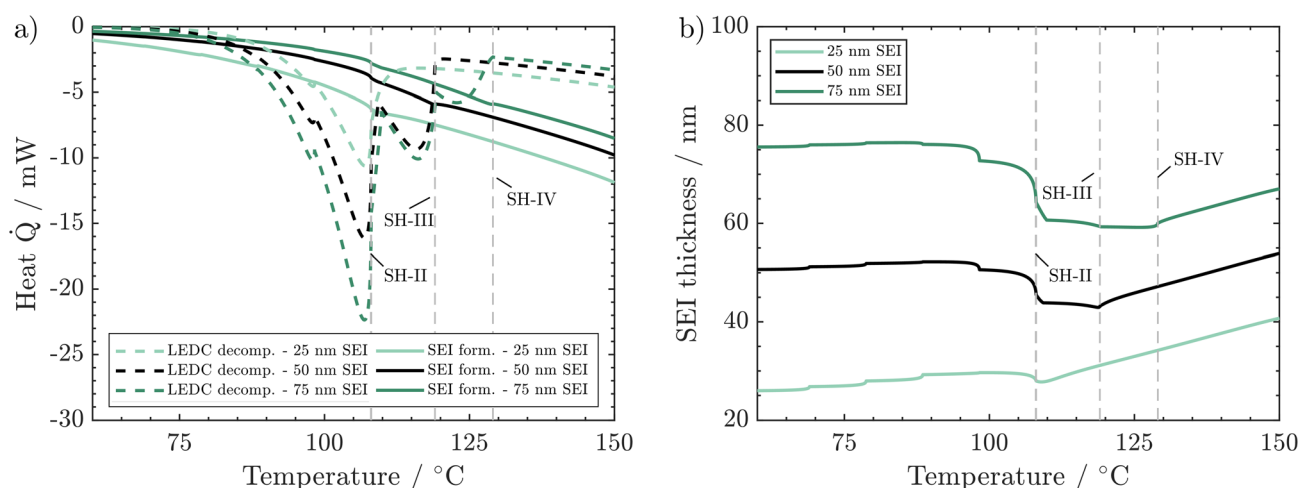 a)
0
-5
-10
-15
-20
-25
-30
Heat Q̇ / mW
SH-III
SH-IV
SH-II
LEDC decomp. - 25 nm SEI
SEI form. - 25 nm SEI
LEDC decomp. - 50 nm SEI
SEI form. - 50 nm SEI
LEDC decomp. - 75 nm SEI
SEI form. - 75 nm SEI
75 100 125 150
Temperature / °C
b)
100
80
60
40
20
SEI thickness / nm
25 nm SEI
50 nm SEI
75 nm SEI
SH-III
SH-IV
SH-II
75 100 125 150
Temperature / °C